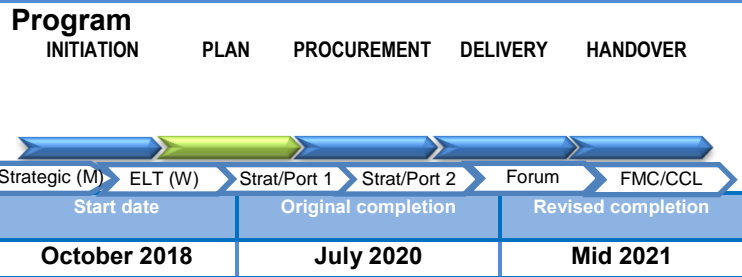 Program
INITIATION PLAN PROCUREMENT DELIVERY HANDOVER
Strategic (M) ELT (W) Strat/Port 1 Strat/Port 2 Forum FMC/CCL
Start date Original completion Revised completion
October 2018 July 2020 Mid 2021